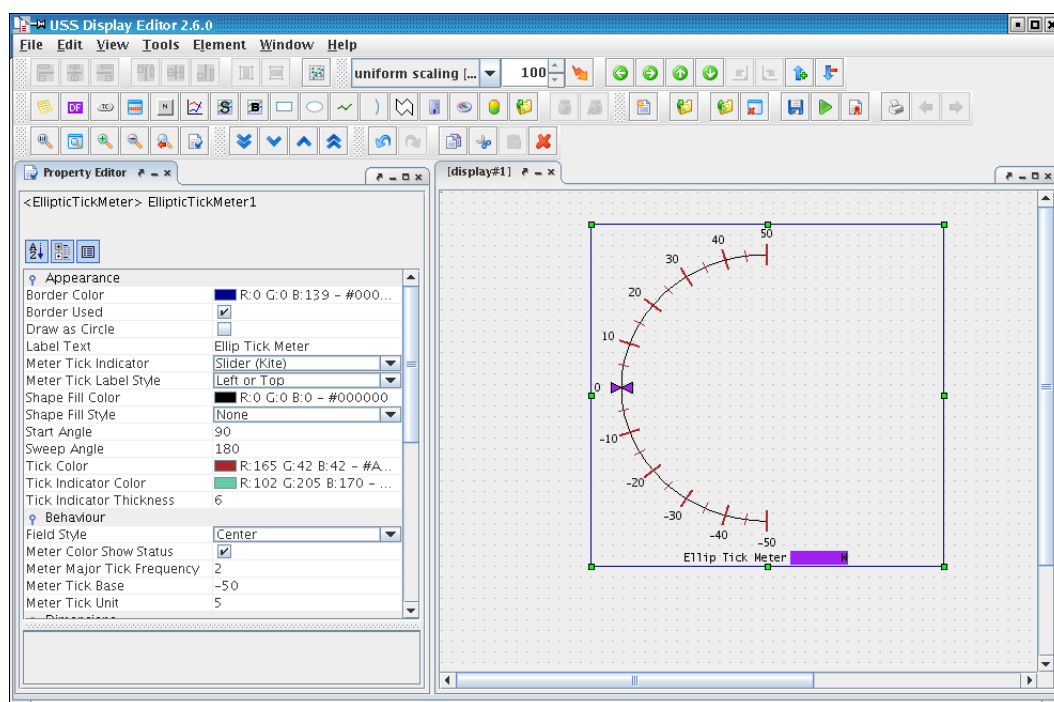 USS Display Editor 2.6.0
File Edit View Tools Element Window Help
uniform scaling [... 100
DF TC N S B
Property Editor
[display#1]
<EllipticTickMeter> EllipticTickMeter1
Appearance
Border Color R:0 G:0 B:139 - #000...
Border Used
Draw as Circle
Label Text Ellip Tick Meter
Meter Tick Indicator Slider (Kite)
Meter Tick Label Style Left or Top
Shape Fill Color R:0 G:0 B:0 - #000000
Shape Fill Style None
Start Angle 90
Sweep Angle 180
Tick Color R:165 G:42 B:42 - #A...
Tick Indicator Color R:102 G:205 B:170 - ...
Tick Indicator Thickness 6
Behaviour
Field Style Center
Meter Color Show Status
Meter Major Tick Frequency 2
Meter Tick Base -50
Meter Tick Unit 5
Dimensions
50
40
30
20
10
0
-10
-20
-30
-40
-50
Ellip Tick Meter M